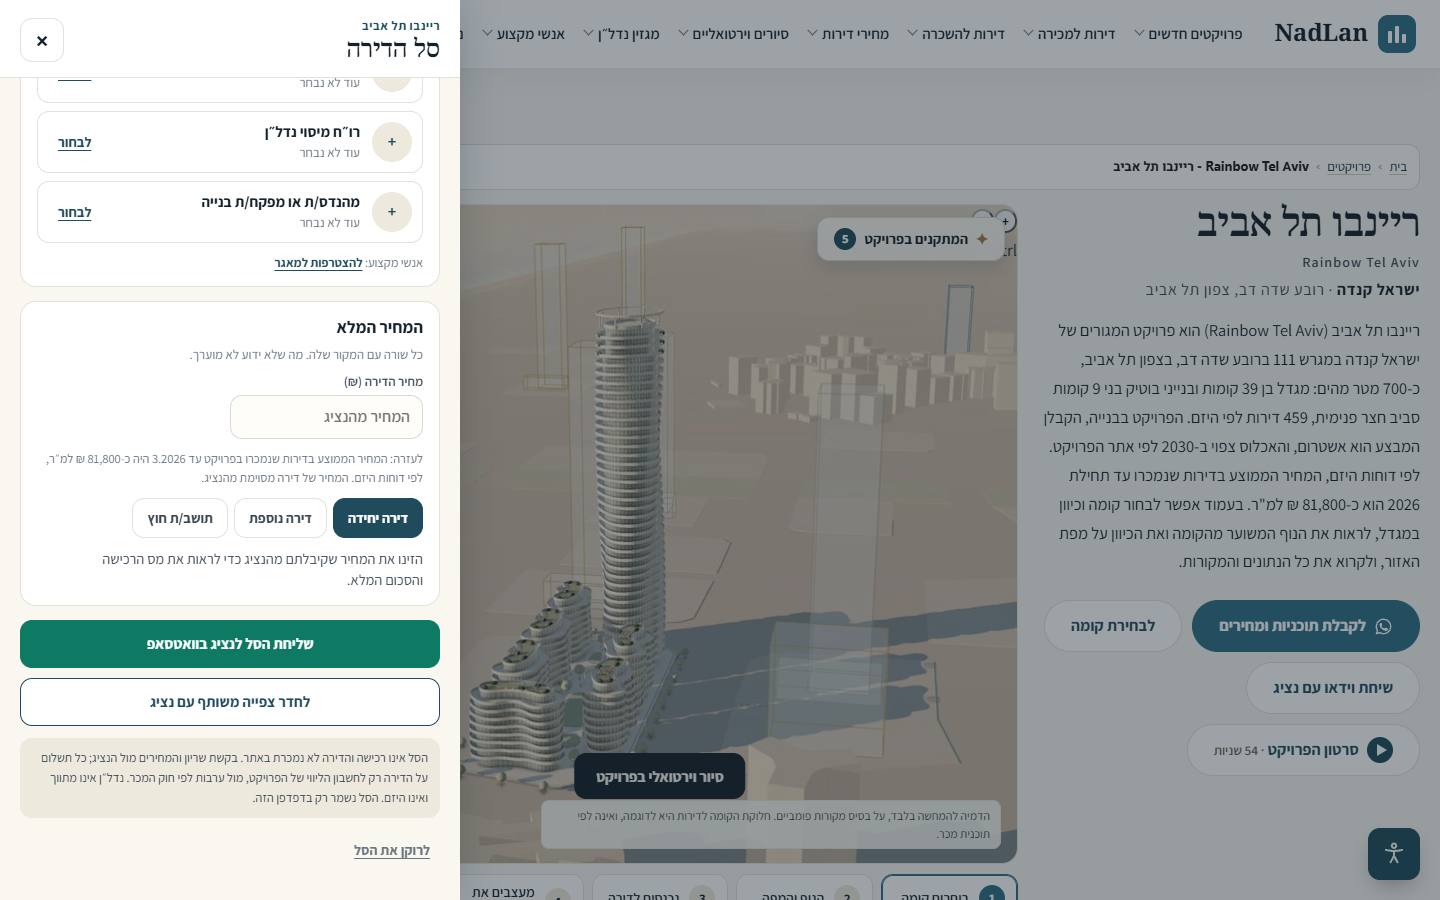 NadLan
פרויקטים חדשים
דירות למכירה
דירות להשכרה
מחירי דירות
סיורים וירטואליים
מגזין נדל״ן
אנשי מקצוע
בית › פרויקטים › Rainbow Tel Aviv - ריינבו תל אביב
ריינבו תל אביב
Rainbow Tel Aviv
ישראל קנדה · רובע שדה דב, צפון תל אביב
ריינבו תל אביב (Rainbow Tel Aviv) הוא פרויקט המגורים של
ישראל קנדה במגרש 111 ברובע שדה דב, בצפון תל אביב,
כ-700 מטר מהים: מגדל בן 39 קומות ובנייני בוטיק בני 9 קומות
סביב חצר פנימית, 459 דירות לפי היזם. הפרויקט בבנייה, הקבלן
המבצע הוא אשטרום, והאכלוס צפוי ב-2030 לפי אתר הפרויקט.
לפי דוחות היזם, המחיר הממוצע בדירות שנמכרו עד תחילת
2026 הוא כ-81,800 ₪ למ"ר. בעמוד אפשר לבחור קומה וכיוון
במגדל, לראות את הנוף המשוער מהקומה ואת הכיוון על מפת
האזור, ולקרוא את כל הנתונים והמקורות.
לקבלת תוכניות ומחירים
לבחירת קומה
שיחת וידאו עם נציג
סרטון הפרויקט · 54 שניות
+
המתקנים בפרויקט 5
סיור וירטואלי בפרויקט
הדמיה להמחשה בלבד, על בסיס מקורות פומביים. חלוקת הקומה לדירות היא לדוגמה, ואינה לפי
תוכנית מכר.
1 בוחרים קומה
2 הנוף והמפה
3 נכנסים לדירה
מעצבים את
ריינבו תל אביב
סל הדירה
×
עוד לא נבחר
+
רו״ח מיסוי נדל״ן
עוד לא נבחר
לבחור
+
מהנדס/ת או מפקח/ת בנייה
עוד לא נבחר
לבחור
אנשי מקצוע: להצטרפות למאגר
המחיר המלא
כל שורה עם המקור שלה. מה שלא ידוע לא מוערך.
מחיר הדירה (₪)
המחיר מהנציג
לעזרה: המחיר הממוצע בדירות שנמכרו בפרויקט עד 3.2026 היה כ-81,800 ₪ למ״ר,
לפי דוחות היזם. המחיר של דירה מסוימת מהנציג.
דירה יחידה
דירה נוספת
תושב/ת חוץ
הזינו את המחיר שקיבלתם מהנציג כדי לראות את מס הרכישה
והסכום המלא.
שליחת הסל לנציג בוואטסאפ
לחדר צפייה משותף עם נציג
הסל אינו רכישה והדירה לא נמכרת באתר. בקשת שריון והמחירים מול הנציג; כל תשלום
על הדירה רק לחשבון הליווי של הפרויקט, מול ערבות לפי חוק המכר. נדל״ן אינו מתווך
ואינו היזם. הסל נשמר רק בדפדפן הזה.
לרוקן את הסל